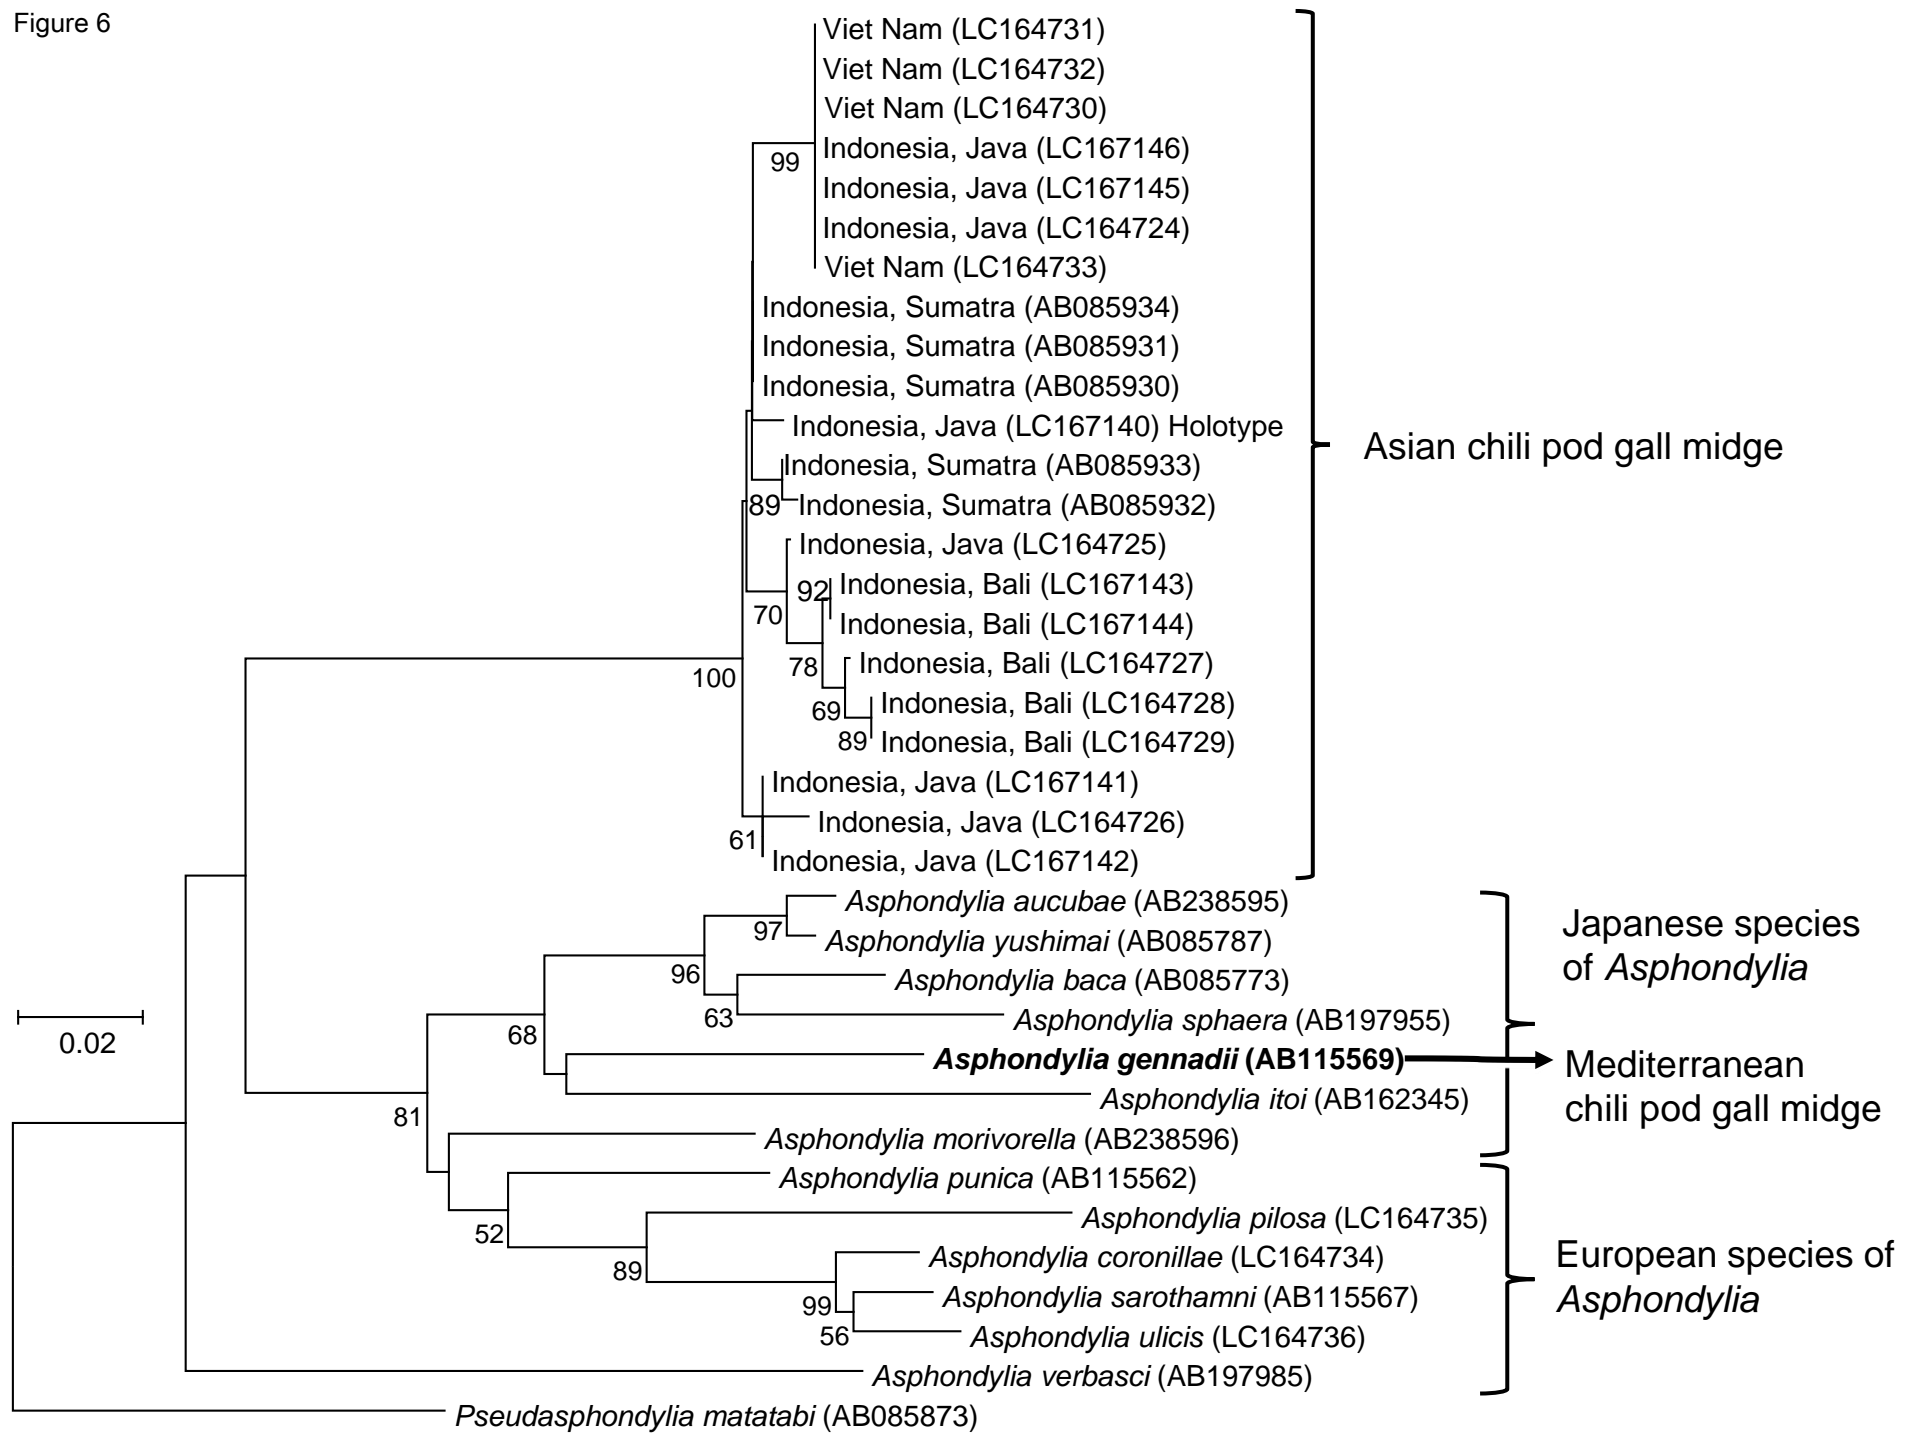 Figure 6
Viet Nam (LC164731)
Viet Nam (LC164732)
Viet Nam (LC164730)
Indonesia, Java (LC167146)
99
Indonesia, Java (LC167145)
Indonesia, Java (LC164724)
Viet Nam (LC164733)
Indonesia, Sumatra (AB085934)
Indonesia, Sumatra (AB085931)
Indonesia, Sumatra (AB085930)
Indonesia, Java (LC167140) Holotype
Asian chili pod gall midge
Indonesia, Sumatra (AB085933)
89
Indonesia, Sumatra (AB085932)
Indonesia, Java (LC164725)
92
Indonesia, Bali (LC167143)
70
Indonesia, Bali (LC167144)
78
Indonesia, Bali (LC164727)
100
69
Indonesia, Bali (LC164728)
89
Indonesia, Bali (LC164729)
Indonesia, Java (LC167141)
Indonesia, Java (LC164726)
61
Indonesia, Java (LC167142)
Asphondylia aucubae (AB238595)
97
Asphondylia yushimai (AB085787)
Japanese species
of Asphondylia
96
Asphondylia baca (AB085773)
63
Asphondylia sphaera (AB197955)
0.02
68
Asphondylia gennadii (AB115569)
Mediterranean
chili pod gall midge
Asphondylia itoi (AB162345)
81
Asphondylia morivorella (AB238596)
Asphondylia punica (AB115562)
52
Asphondylia pilosa (LC164735)
89
Asphondylia coronillae (LC164734)
European species of
Asphondylia
99
Asphondylia sarothamni (AB115567)
56
Asphondylia ulicis (LC164736)
Asphondylia verbasci (AB197985)
Pseudasphondylia matatabi (AB085873)